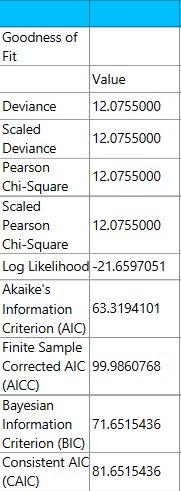 Goodness of
Fit
Value
Deviance 12.0755000
Scaled
Deviance 12.0755000
Pearson
Chi-Square 12.0755000
Scaled
Pearson
Chi-Square 12.0755000
Log Likelihood -21.6597051
Akaike's
Information
Criterion (AIC) 63.3194101
Finite Sample
Corrected AIC
(AICC) 99.9860768
Bayesian
Information
Criterion (BIC) 71.6515436
Consistent AIC
(CAIC) 81.6515436